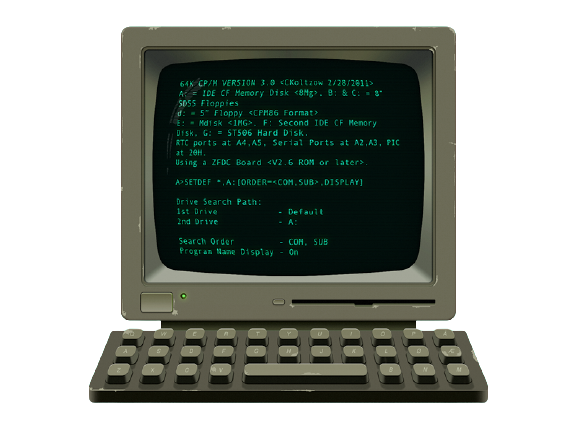 64K CP/M VERSION 3.0 <CKoltzow 2/28/2011>
A: = IDE CF Memory Disk <8Mg>, B: & C: = 8"
SDSS Floppies
d: = 5" Floppy <CPM86 Format>
E: = Mdisk <1MG>, F: Second IDE CF Memory
Disk, G: = ST506 Hard Disk.
RTC ports at A4,A5, Serial Ports at A2,A3, PIC
at 20H.
Using a ZFDC Board <V2.6 ROM or later>.
A>SETDEF *,A:[ORDER=<COM,SUB>,DISPLAY]
Drive Search Path:
1st Drive - Default
2nd Drive - A:
Search Order - COM, SUB
Program Name Display - On
W E R T Y U I O P